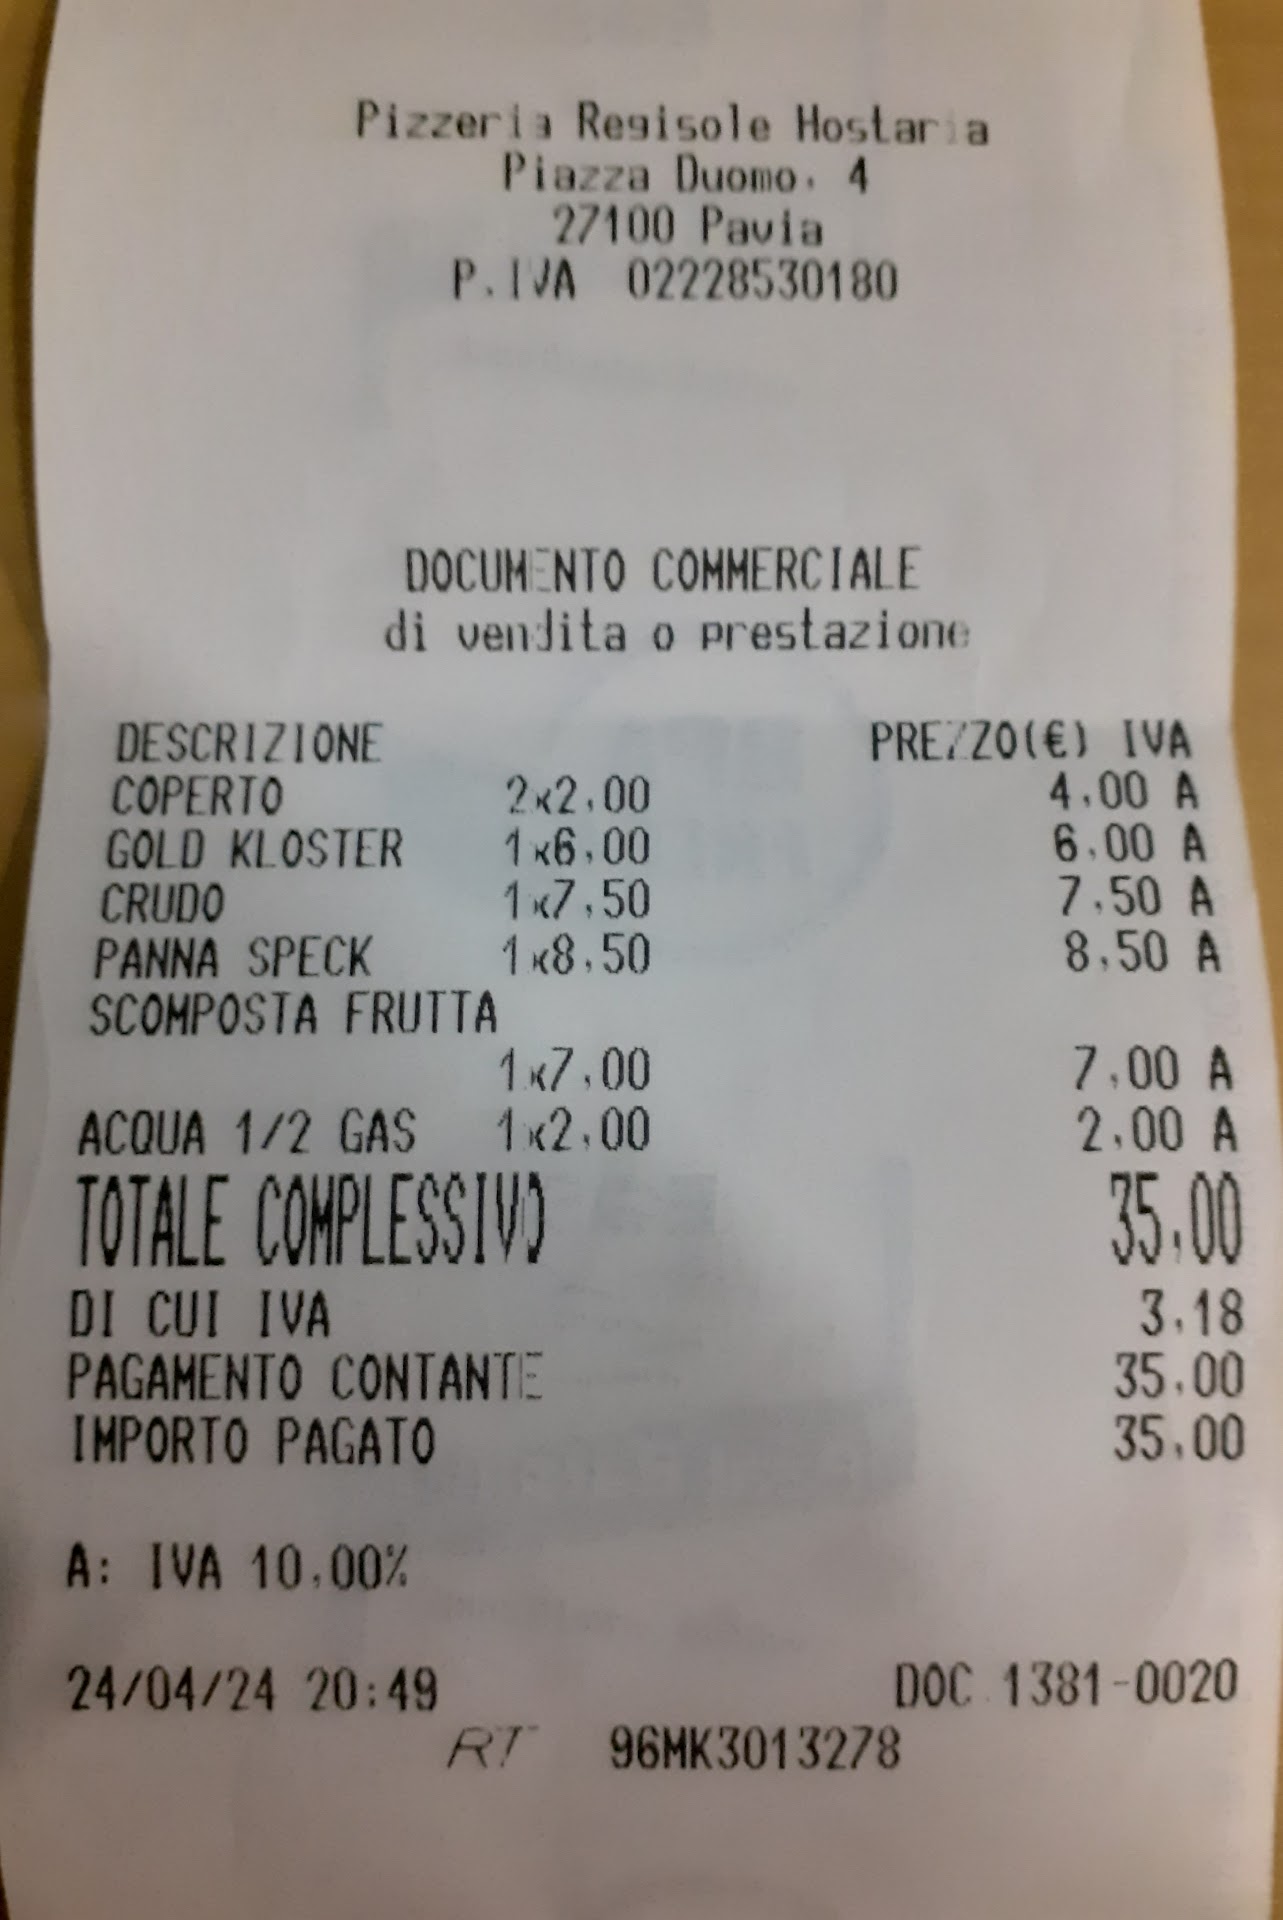 Pizzeria Regisole Hostaria
Piazza Duomo, 4
27100 Pavia
P.IVA 02228530180
DOCUMENTO COMMERCIALE
di vendita o prestazione
DESCRIZIONE PREZZO(€) IVA
COPERTO 2x2,00 4,00 A
GOLD KLOSTER 1x6,00 6,00 A
CRUDO 1x7,50 7,50 A
PANNA SPECK 1x8,50 8,50 A
SCOMPOSTA FRUTTA
1x7,00 7,00 A
ACQUA 1/2 GAS 1x2,00 2,00 A
TOTALE COMPLESSIVO 35,00
DI CUI IVA 3,18
PAGAMENTO CONTANTE 35,00
IMPORTO PAGATO 35,00
A: IVA 10,00%
24/04/24 20:49 DOC.1381-0020
RT 96MK3013278